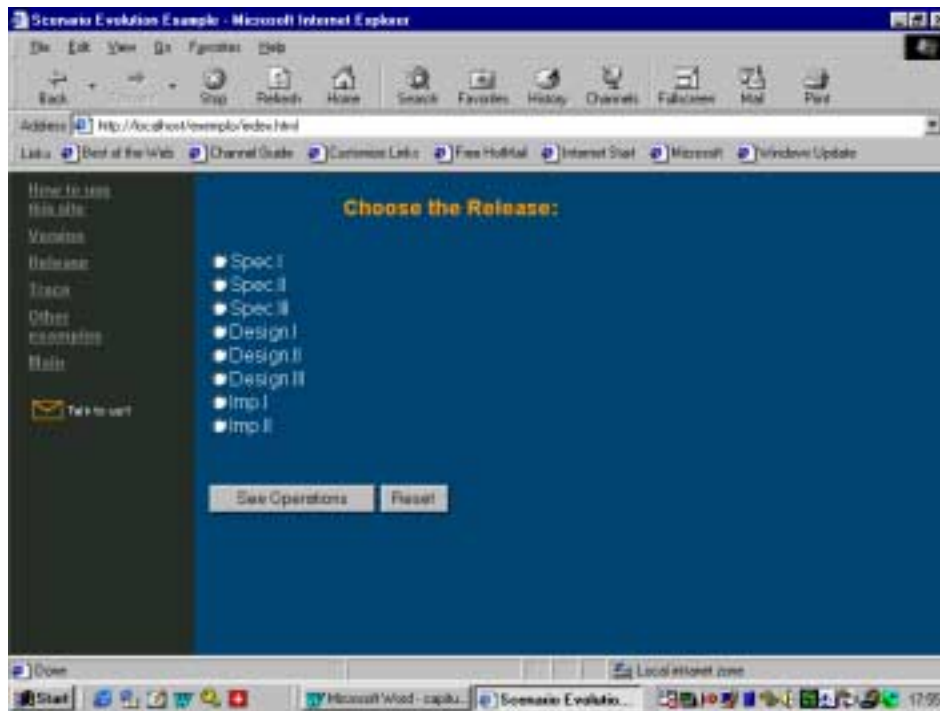 Scenario Evolution Example - Microsoft Internet Explorer
File Edit View Go Favorites Help
Back Stop Refresh Home Search Favorites History Channels Fullscreen Mail Print
Address http://localhost/exemplo/index.html
Links Best of the Web Channel Guide Customize Links Free HotMail Internet Start Microsoft Windows Update
How to use
this site
Version
Release
Trace
Other
examples
Main
Talk to us!!
Choose the Release:
Spec.I
Spec.II
Spec.III
Design.I
Design.II
Design.III
Imp.I
Imp.II
See Operations Reset
Done Local intranet zone
Start Microsoft Word - capitu... Scenario Evolutio... 17:55